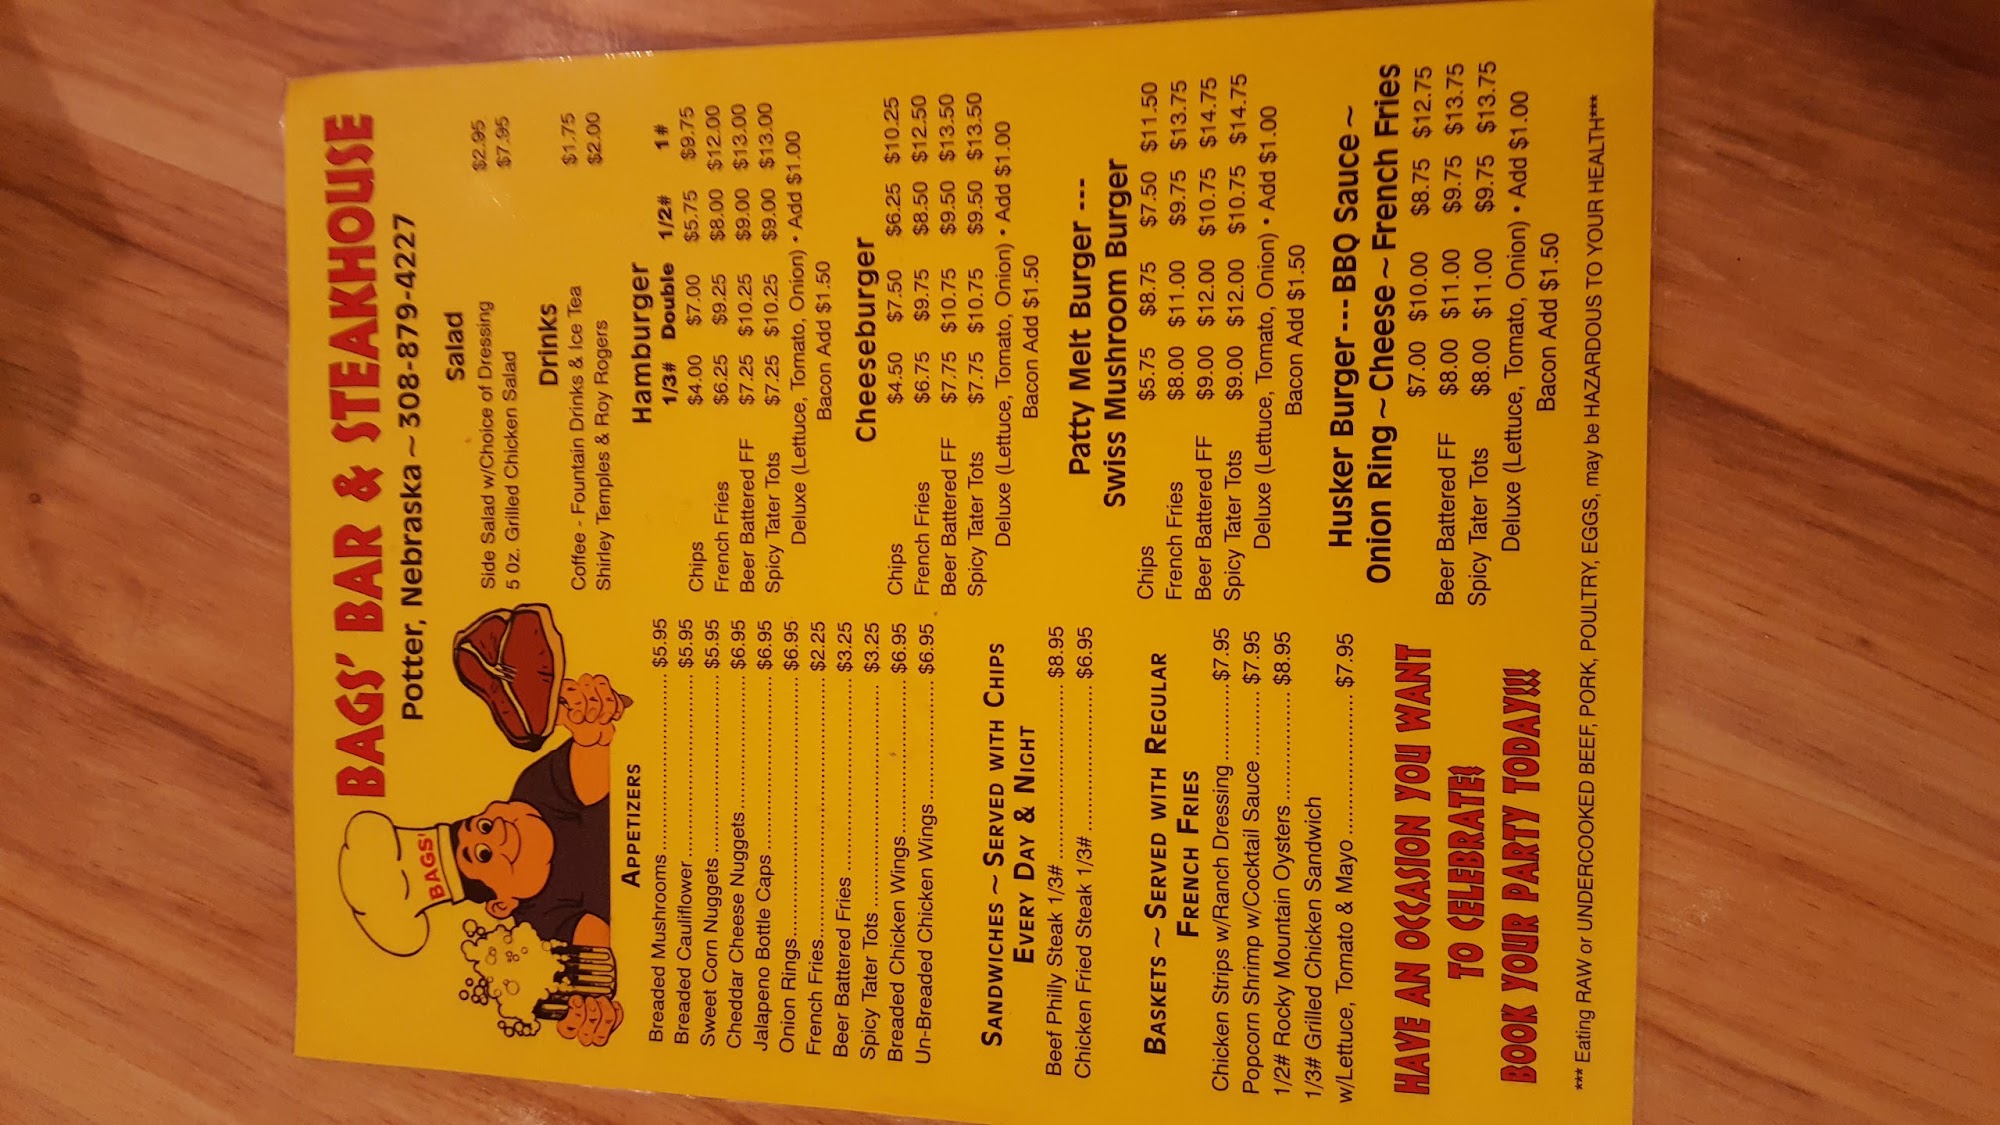 BAGS' BAR & STEAKHOUSE
Potter, Nebraska ~ 308-879-4227
BAGS'
APPETIZERS
Breaded Mushrooms $5.95
Breaded Cauliflower $5.95
Sweet Corn Nuggets $5.95
Cheddar Cheese Nuggets $6.95
Jalapeno Bottle Caps $6.95
Onion Rings $6.95
French Fries $2.25
Beer Battered Fries $3.25
Spicy Tater Tots $3.25
Breaded Chicken Wings $6.95
Un-Breaded Chicken Wings $6.95
SANDWICHES ~ SERVED WITH CHIPS
EVERY DAY & NIGHT
Beef Philly Steak 1/3# $8.95
Chicken Fried Steak 1/3# $6.95
BASKETS ~ SERVED WITH REGULAR
FRENCH FRIES
Chicken Strips w/Ranch Dressing $7.95
Popcorn Shrimp w/Cocktail Sauce $7.95
1/2# Rocky Mountain Oysters $8.95
1/3# Grilled Chicken Sandwich
w/Lettuce, Tomato & Mayo $7.95
HAVE AN OCCASION YOU WANT
TO CELEBRATE?
BOOK YOUR PARTY TODAY!!!
Salad
Side Salad w/Choice of Dressing $2.95
5 oz. Grilled Chicken Salad $7.95
Drinks
Coffee - Fountain Drinks & Ice Tea $1.75
Shirley Temples & Roy Rogers $2.00
Hamburger
1/3# Double 1/2# 1#
Chips $4.00 $7.00 $5.75 $9.75
French Fries $6.25 $9.25 $8.00 $12.00
Beer Battered FF $7.25 $10.25 $9.00 $13.00
Spicy Tater Tots $7.25 $10.25 $9.00 $13.00
Deluxe (Lettuce, Tomato, Onion) • Add $1.00
Bacon Add $1.50
Cheeseburger
Chips $4.50 $7.50 $6.25 $10.25
French Fries $6.75 $9.75 $8.50 $12.50
Beer Battered FF $7.75 $10.75 $9.50 $13.50
Spicy Tater Tots $7.75 $10.75 $9.50 $13.50
Deluxe (Lettuce, Tomato, Onion) • Add $1.00
Bacon Add $1.50
Patty Melt Burger ---
Swiss Mushroom Burger
Chips $5.75 $8.75 $7.50 $11.50
French Fries $8.00 $11.00 $9.75 $13.75
Beer Battered FF $9.00 $12.00 $10.75 $14.75
Spicy Tater Tots $9.00 $12.00 $10.75 $14.75
Deluxe (Lettuce, Tomato, Onion) • Add $1.00
Bacon Add $1.50
Husker Burger --- BBQ Sauce ~
Onion Ring ~ Cheese ~ French Fries
$7.00 $10.00 $8.75 $12.75
Beer Battered FF $8.00 $11.00 $9.75 $13.75
Spicy Tater Tots $8.00 $11.00 $9.75 $13.75
Deluxe (Lettuce, Tomato, Onion) • Add $1.00
Bacon Add $1.50
*** Eating RAW or UNDERCOOKED BEEF, PORK, POULTRY, EGGS, may be HAZARDOUS TO YOUR HEALTH***